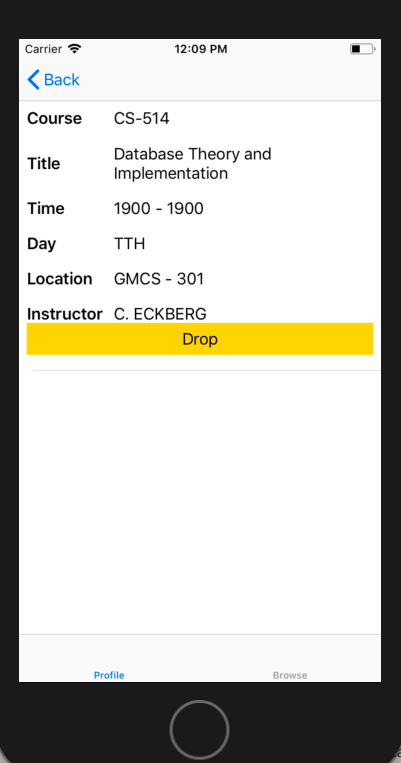 Carrier 12:09 PM
Back
Course CS-514
Title Database Theory and
Implementation
Time 1900 - 1900
Day TTH
Location GMCS - 301
Instructor C. ECKBERG
Drop
Profile Browse